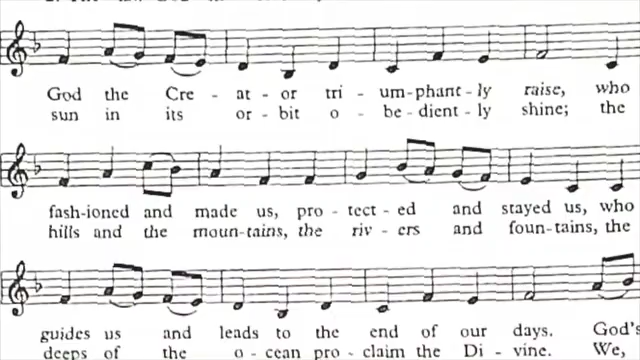 God the Cre - at - or tri - um-phant - ly raise, who
sun in its or - bit o - be - dient - ly shine; the
fash-ioned and made us, pro - tect - ed and stayed us, who
hills and the moun-tains, the riv - ers and foun-tains, the
guides us and leads to the end of our days. God's
deeps of the o - cean pro - claim the Di - vine. We,